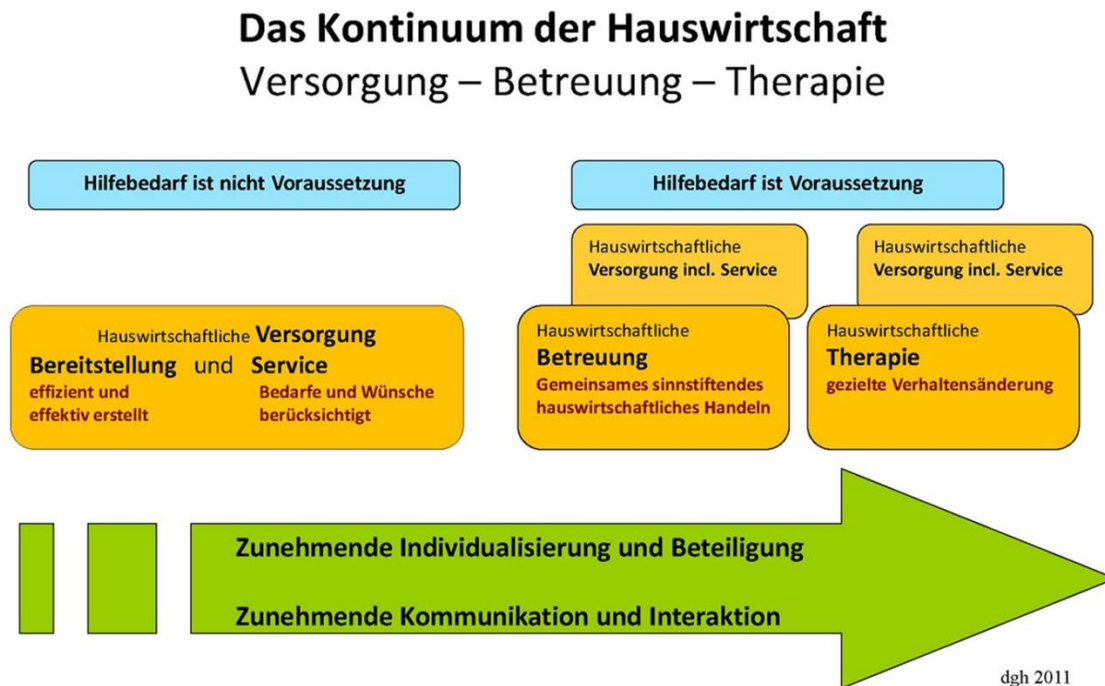 Das Kontinuum der Hauswirtschaft
Versorgung – Betreuung – Therapie
Hilfebedarf ist nicht Voraussetzung
Hilfebedarf ist Voraussetzung
Hauswirtschaftliche
Versorgung incl. Service
Hauswirtschaftliche
Versorgung incl. Service
Hauswirtschaftliche Versorgung
Bereitstellung und Service
effizient und
effektiv erstellt
Bedarfe und Wünsche
berücksichtigt
Hauswirtschaftliche
Betreuung
Gemeinsames sinnstiftendes
hauswirtschaftliches Handeln
Hauswirtschaftliche
Therapie
gezielte Verhaltensänderung
Zunehmende Individualisierung und Beteiligung
Zunehmende Kommunikation und Interaktion
dgh 2011